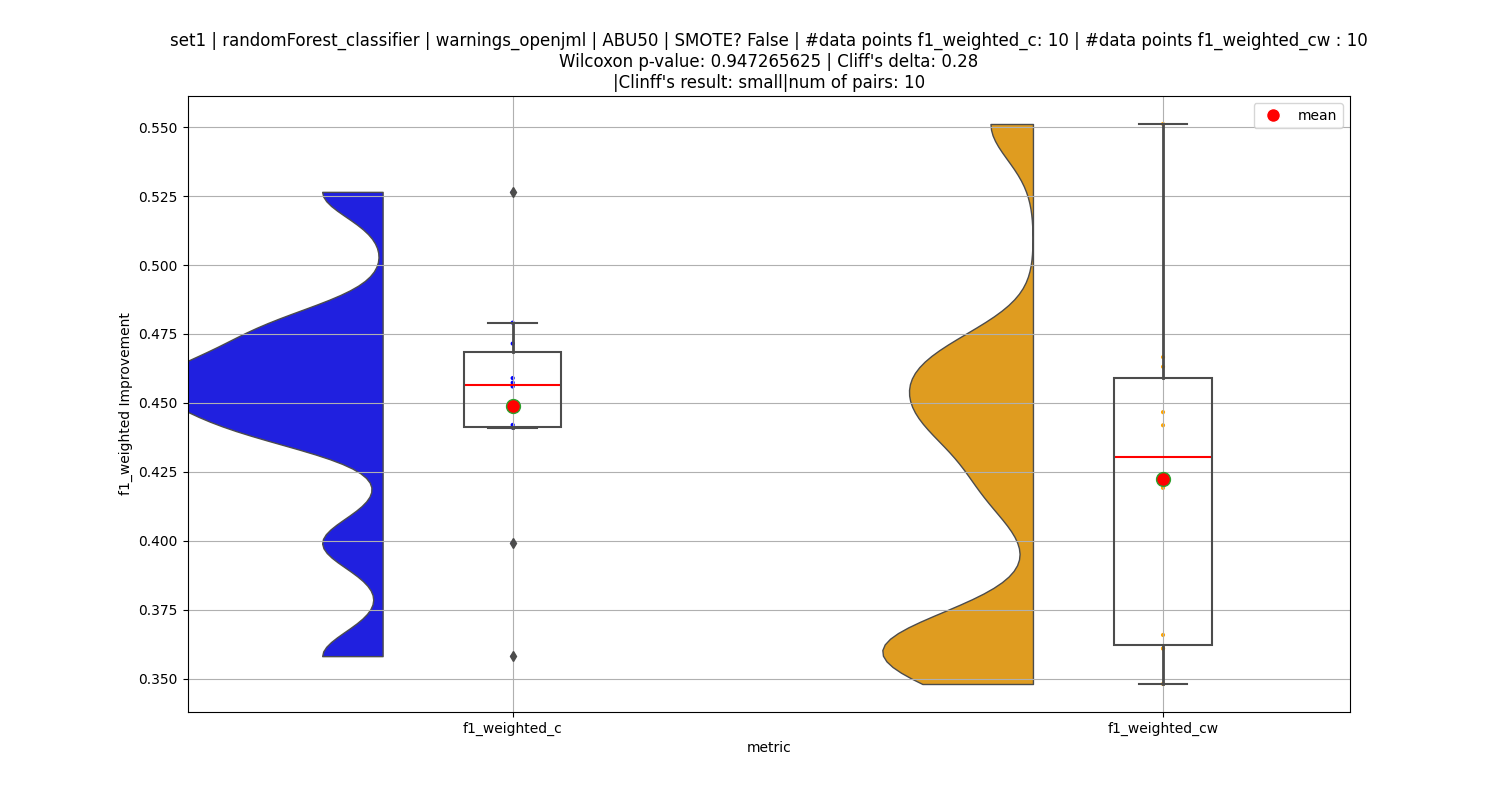 set1 | randomForest_classifier | warnings_openjml | ABU50 | SMOTE? False | #data points f1_weighted_c: 10 | #data points f1_weighted_cw : 10
Wilcoxon p-value: 0.947265625 | Cliff's delta: 0.28
|Clinff's result: small|num of pairs: 10
mean
0.550
0.525
0.500
0.475
0.450
0.425
0.400
0.375
0.350
f1_weighted Improvement
f1_weighted_c
f1_weighted_cw
metric